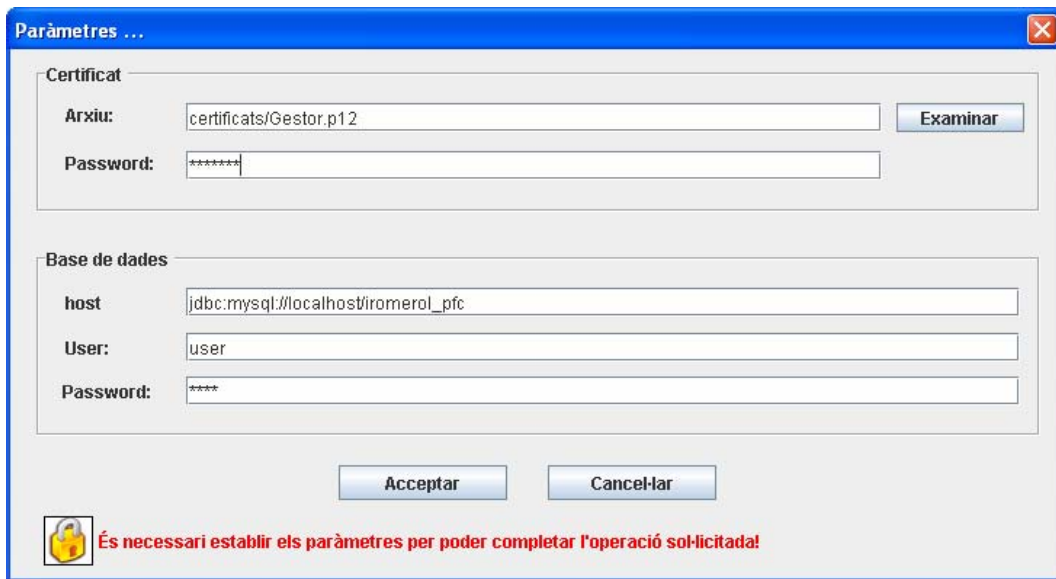 Paràmetres ...
Certificat
Arxiu: certificats/Gestor.p12 Examinar
Password: *******
Base de dades
host jdbc:mysql://localhost/iromerol_pfc
User: user
Password: ****
Acceptar Cancel·lar
És necessari establir els paràmetres per poder completar l'operació sol·licitada!